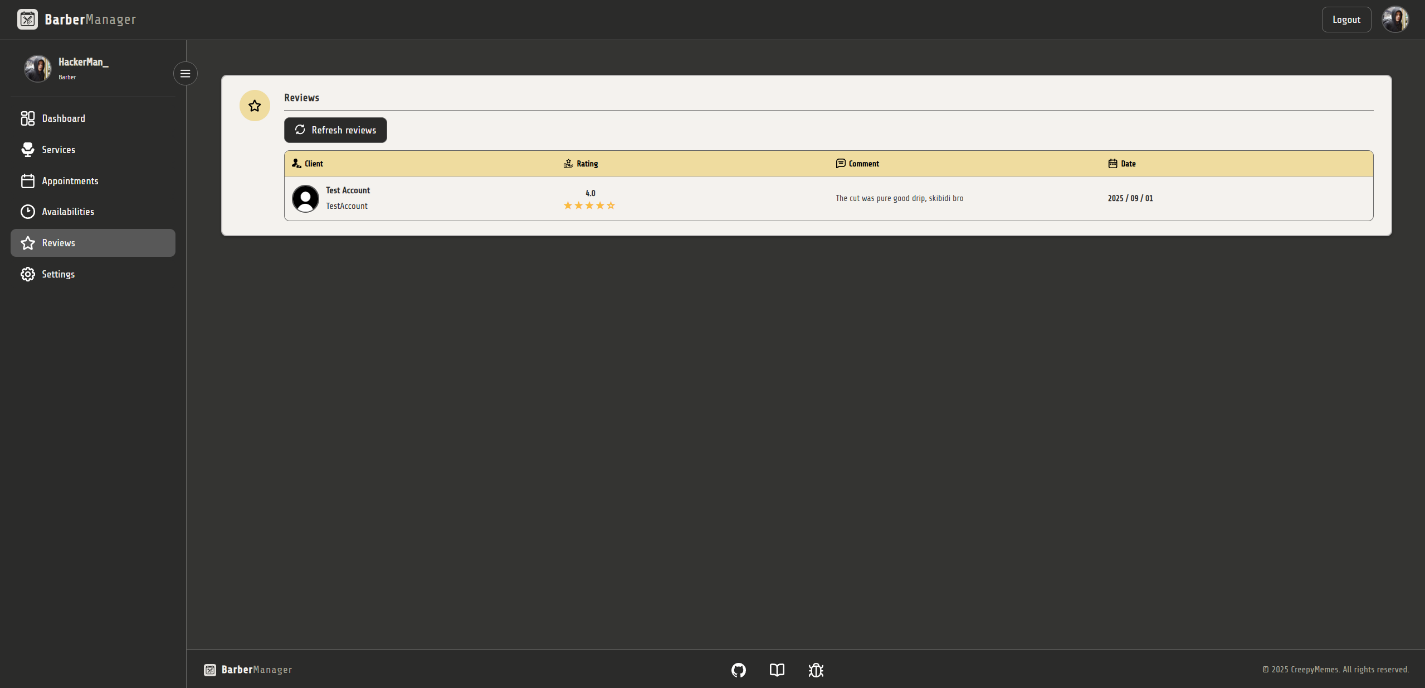 BarberManager
Logout
HackerMan_
Barber
Dashboard
Services
Appointments
Availabilities
Reviews
Settings
Reviews
Refresh reviews
Client Rating Comment Date
Test Account
TestAccount
4.0
The cut was pure good drip, skibidi bro
2025 / 09 / 01
BarberManager
© 2025 CreepyMemes. All rights reserved.